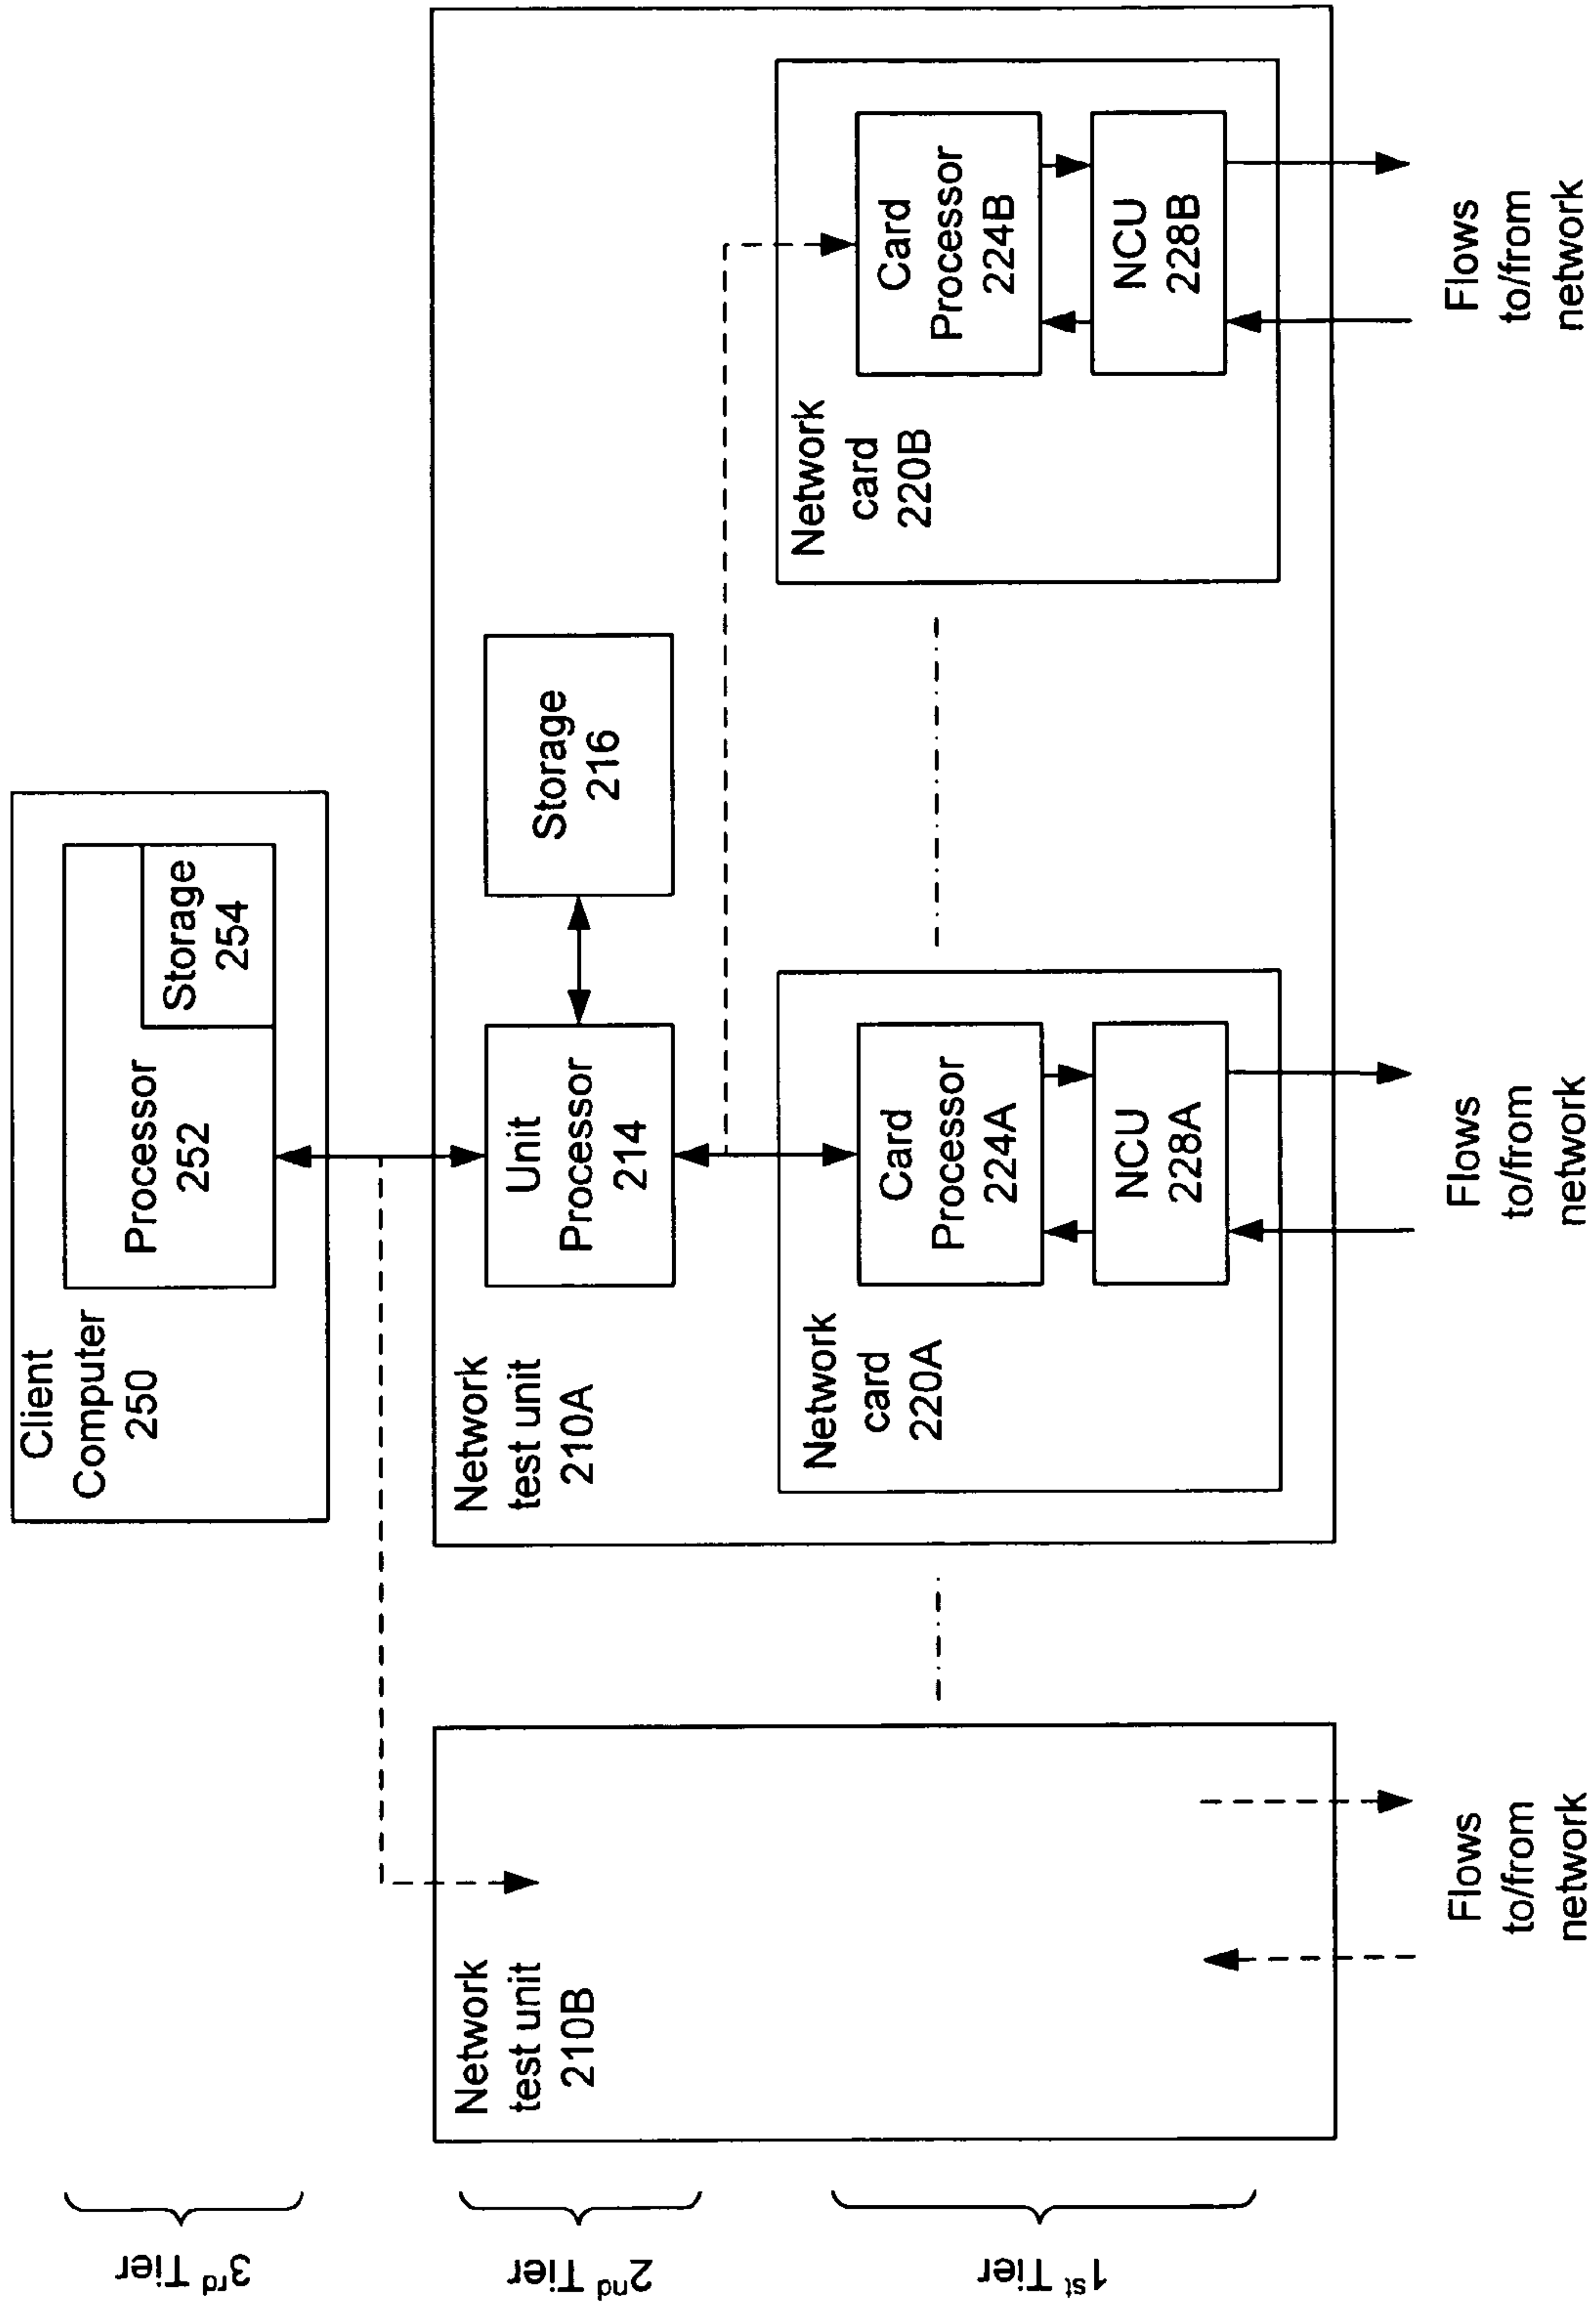 Client
Computer
250
Processor
252
Storage
254
3rd Tier
Network
test unit
210B
Network
test unit
210A
Unit
Processor
214
Storage
216
2nd Tier
Network
card
220A
Card
Processor
224A
NCU
228A
Network
card
220B
Card
Processor
224B
NCU
228B
1st Tier
Flows
to/from
network
Flows
to/from
network
Flows
to/from
network